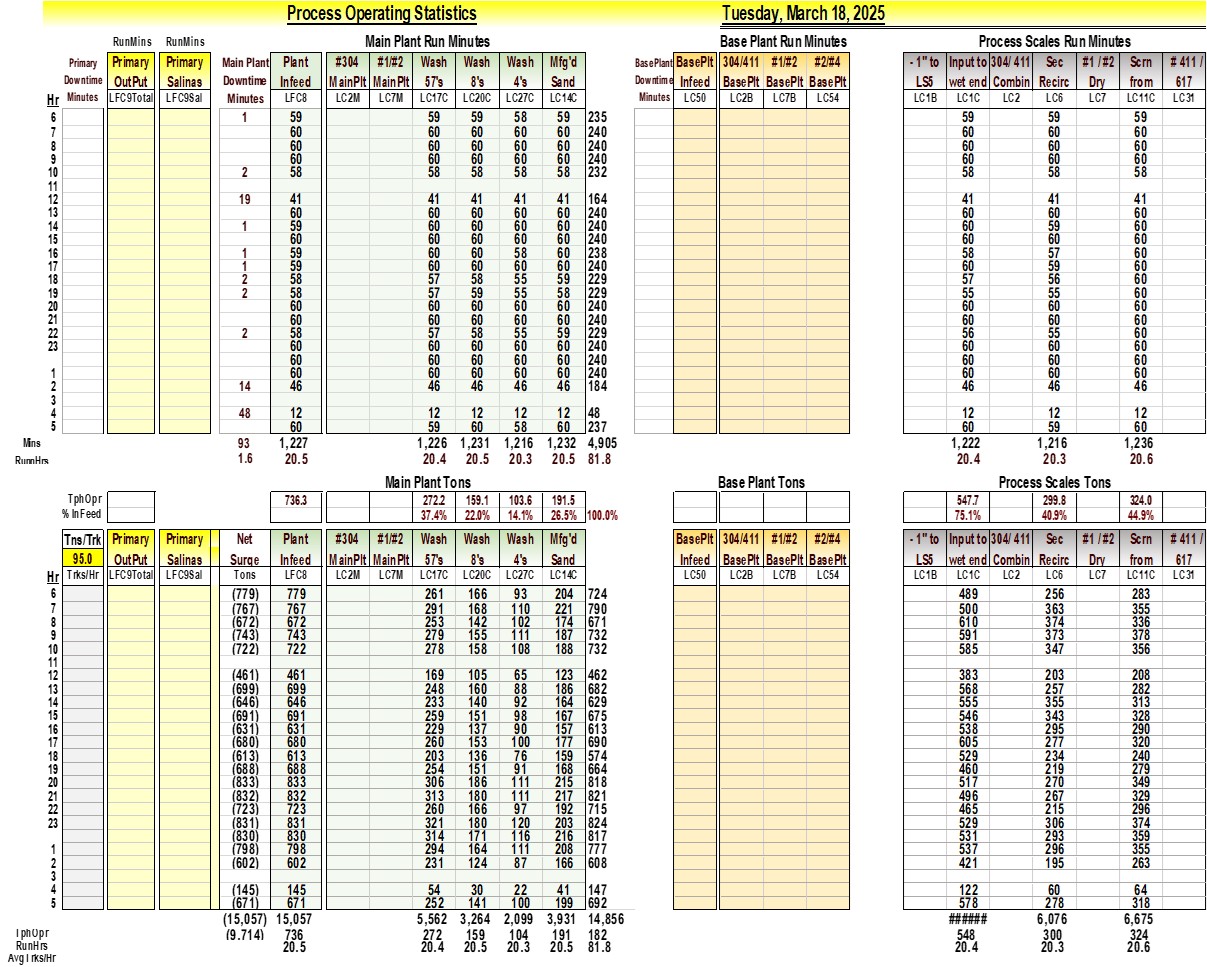 Process Operating Statistics Tuesday, March 18, 2025
RunMins RunMins Main Plant Run Minutes Base Plant Run Minutes Process Scales Run Minutes
Primary Primary Primary Main Plant Plant #304 #1/#2 Wash Wash Wash Mfg'd BasePlant BasePlt 304/411 #1/#2 #2/#4 - 1" to Input to 304/ 411 Sec #1 / #2 Scrn # 411 /
Downtime OutPut Salinas Downtime Infeed MainPlt MainPlt 57's 8's 4's Sand Downtime Infeed BasePlt BasePlt BasePlt LS5 wet end Combin Recirc Dry from 617
Hr Minutes LFC9Total LFC9Sal Minutes LFC8 LC2M LC7M LC17C LC20C LC27C LC14C Minutes LC50 LC2B LC7B LC54 LC1B LC1C LC2 LC6 LC7 LC11C LC31
6 1 59 59 59 58 59 235 59 59 59
7 60 60 60 60 60 240 60 60 60
8 60 60 60 60 60 240 60 60 60
9 60 60 60 60 60 240 60 60 60
10 2 58 58 58 58 58 232 58 58 58
11
12 19 41 41 41 41 41 164 41 41 41
13 60 60 60 60 60 240 60 60 60
14 1 59 60 60 60 60 240 60 59 60
15 60 60 60 60 60 240 60 60 60
16 1 59 60 60 58 60 238 58 57 60
17 1 59 60 60 60 60 240 60 59 60
18 2 58 57 58 55 59 229 57 56 60
19 2 58 57 59 55 58 229 55 55 60
20 60 60 60 60 60 240 60 60 60
21 60 60 60 60 60 240 60 60 60
22 2 58 57 58 55 59 229 56 55 60
23 60 60 60 60 60 240 60 60 60
60 60 60 60 60 240 60 60 60
1 60 60 60 60 60 240 60 60 60
2 14 46 46 46 46 46 184 46 46 46
3
4 48 12 12 12 12 12 48 12 12 12
5 60 59 60 58 60 237 60 59 60
Mins 93 1,227 1,226 1,231 1,216 1,232 4,905 1,222 1,216 1,236
RunnHrs 1.6 20.5 20.4 20.5 20.3 20.5 81.8 20.4 20.3 20.6
Main Plant Tons Base Plant Tons Process Scales Tons
TphOpr 736.3 272.2 159.1 103.6 191.5 547.7 299.8 324.0
% InFeed 37.4% 22.0% 14.1% 26.5% 100.0% 75.1% 40.9% 44.9%
Tns/Trk Primary Primary Net Plant #304 #1/#2 Wash Wash Wash Mfg'd BasePlt 304/411 #1/#2 #2/#4 - 1" to Input to 304/ 411 Sec #1 / #2 Scrn # 411 /
95.0 OutPut Salinas Surge Infeed MainPlt MainPlt 57's 8's 4's Sand Infeed BasePlt BasePlt BasePlt LS5 wet end Combin Recirc Dry from 617
Hr Trks/Hr LFC9Total LFC9Sal Tons LFC8 LC2M LC7M LC17C LC20C LC27C LC14C LC50 LC2B LC7B LC54 LC1B LC1C LC2 LC6 LC7 LC11C LC31
6 (779) 779 261 166 93 204 724 489 256 283
7 (767) 767 291 168 110 221 790 500 363 355
8 (672) 672 253 142 102 174 671 610 374 336
9 (743) 743 279 155 111 187 732 591 373 378
10 (722) 722 278 158 108 188 732 585 347 356
11
12 (461) 461 169 105 65 123 462 383 203 208
13 (699) 699 248 160 88 186 682 568 257 282
14 (646) 646 233 140 92 164 629 555 355 313
15 (691) 691 259 151 98 167 675 546 343 328
16 (631) 631 229 137 90 157 613 538 295 290
17 (680) 680 260 153 100 177 690 605 277 320
18 (613) 613 203 136 76 159 574 529 234 240
19 (688) 688 254 151 91 168 664 460 219 279
20 (833) 833 306 186 111 215 818 517 270 349
21 (832) 832 313 180 111 217 821 496 267 329
22 (723) 723 260 166 97 192 715 465 215 296
23 (831) 831 321 180 120 203 824 529 306 374
(830) 830 314 171 116 216 817 531 293 359
1 (798) 798 294 164 111 208 777 537 296 355
2 (602) 602 231 124 87 166 608 421 195 263
3
4 (145) 145 54 30 22 41 147 122 60 64
5 (671) 671 252 141 100 199 692 578 278 318
(15,057) 15,057 5,562 3,264 2,099 3,931 14,856 ###### 6,076 6,675
TphOpr (9,714) 736 272 159 104 191 182 548 300 324
RunHrs 20.5 20.4 20.5 20.3 20.5 81.8 20.4 20.3 20.6
Avg Trks/Hr